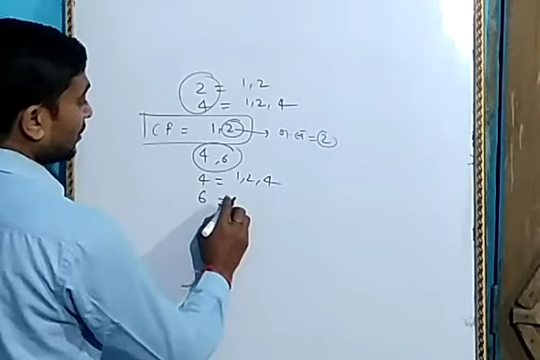 2 = 1, 2
4 = 1, 2, 4
CF = 1, 2 → म.स = 2
4, 6
4 = 1, 2, 4
6 =